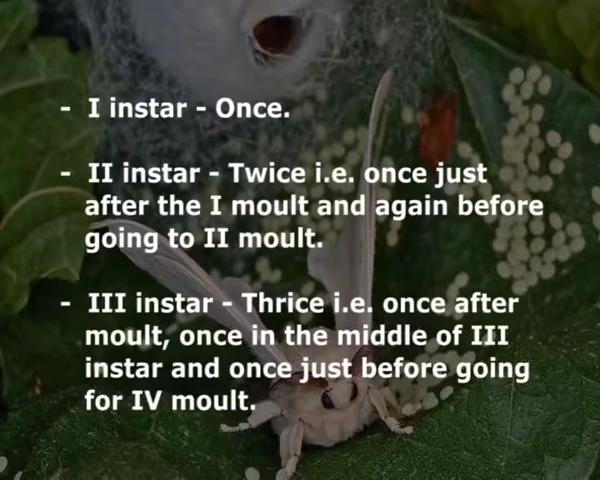 - I instar - Once.
- II instar - Twice i.e. once just
after the I moult and again before
going to II moult.
- III instar - Thrice i.e. once after
moult, once in the middle of III
instar and once just before going
for IV moult.